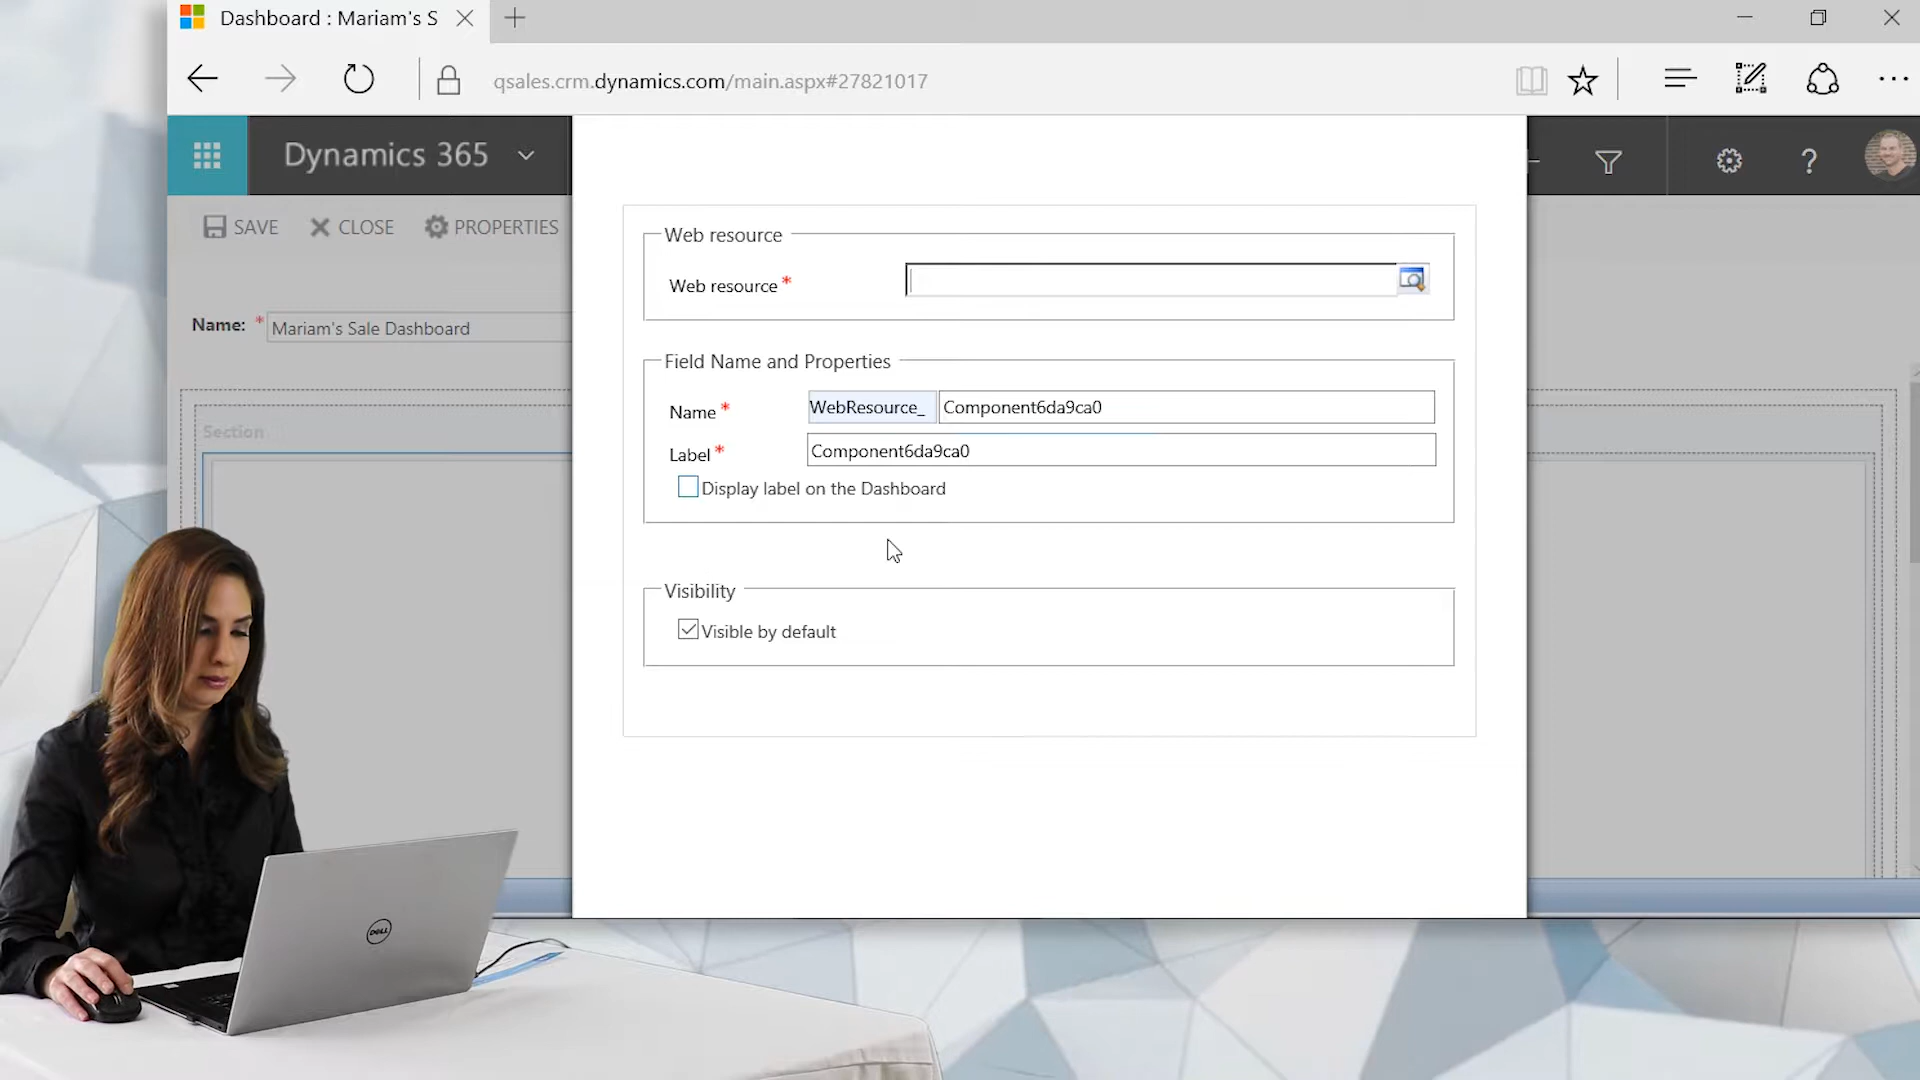 Dashboard : Mariam's S
qsales.crm.dynamics.com/main.aspx#27821017
Dynamics 365
SAVE CLOSE PROPERTIES
Name: * Mariam's Sale Dashboard
Section
Web resource
Web resource *
Field Name and Properties
Name * WebResource_ Component6da9ca0
Label * Component6da9ca0
Display label on the Dashboard
Visibility
Visible by default
DELL